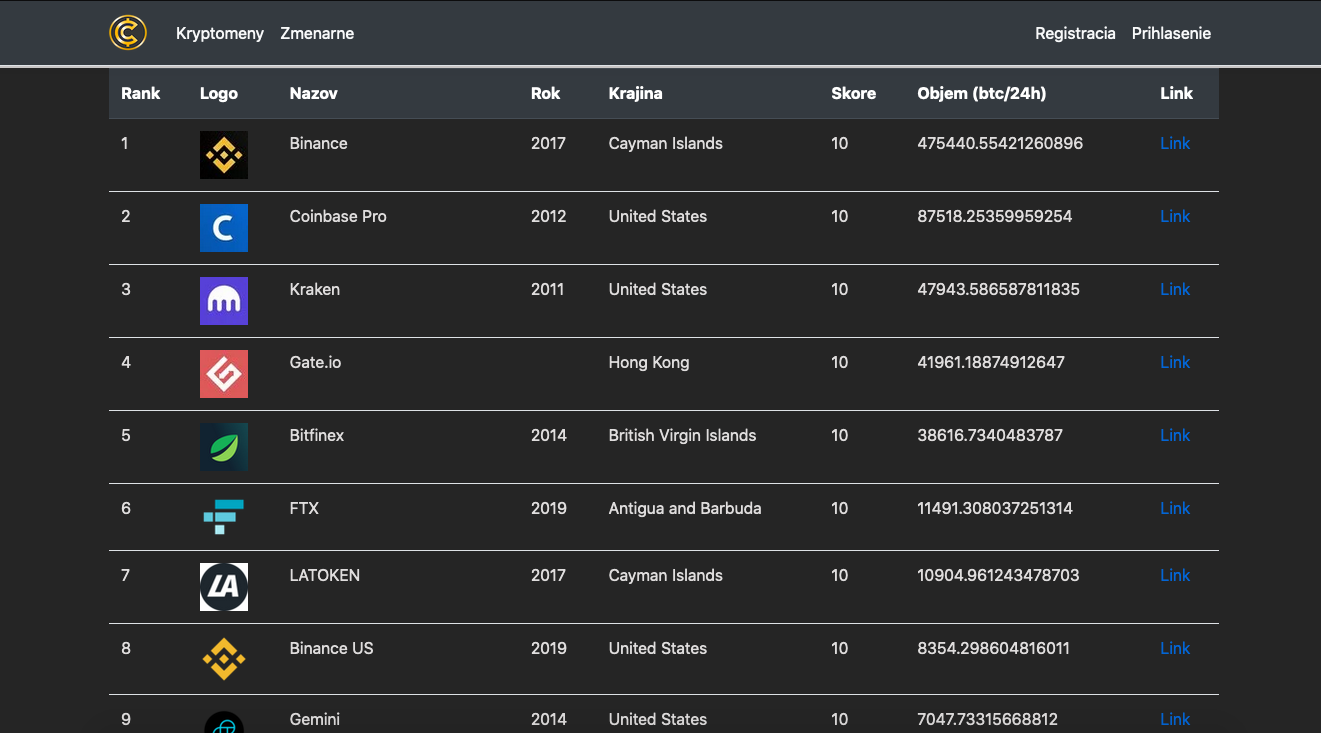 Kryptomeny Zmenarne Registracia Prihlasenie
Rank Logo Nazov Rok Krajina Skore Objem (btc/24h) Link
1 Binance 2017 Cayman Islands 10 475440.55421260896 Link
2 Coinbase Pro 2012 United States 10 87518.25359959254 Link
3 Kraken 2011 United States 10 47943.586587811835 Link
4 Gate.io Hong Kong 10 41961.18874912647 Link
5 Bitfinex 2014 British Virgin Islands 10 38616.7340483787 Link
6 FTX 2019 Antigua and Barbuda 10 11491.308037251314 Link
7 LA LATOKEN 2017 Cayman Islands 10 10904.961243478703 Link
8 Binance US 2019 United States 10 8354.298604816011 Link
9 Gemini 2014 United States 10 7047.73315668812 Link